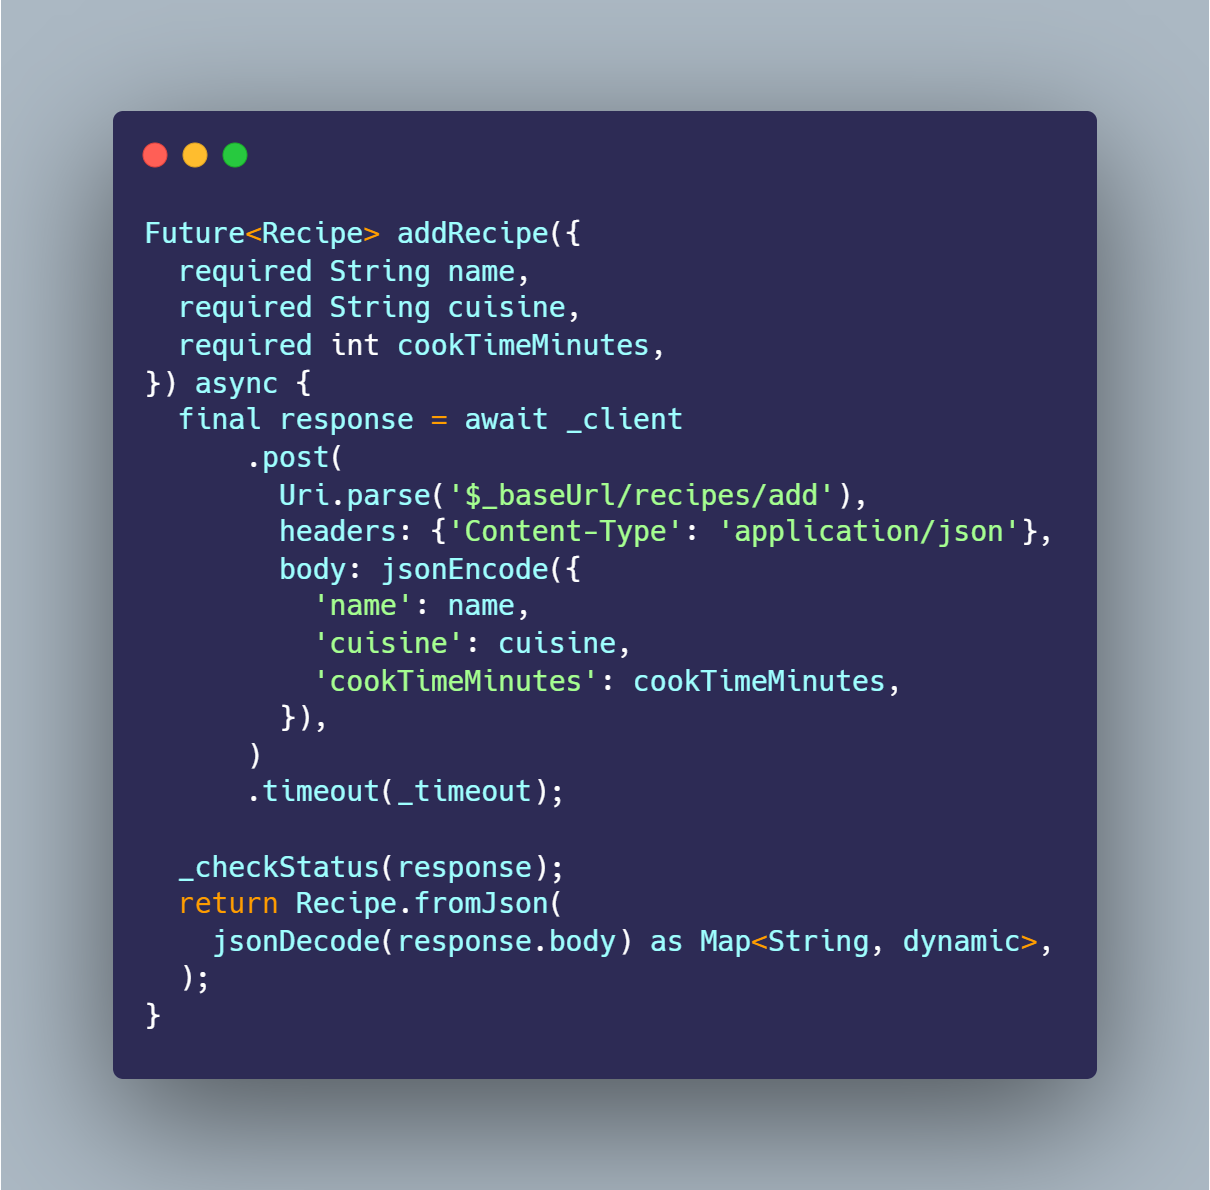 Future<Recipe> addRecipe({
  required String name,
  required String cuisine,
  required int cookTimeMinutes,
}) async {
  final response = await _client
      .post(
        Uri.parse('$_baseUrl/recipes/add'),
        headers: {'Content-Type': 'application/json'},
        body: jsonEncode({
          'name': name,
          'cuisine': cuisine,
          'cookTimeMinutes': cookTimeMinutes,
        }),
      )
      .timeout(_timeout);

  _checkStatus(response);
  return Recipe.fromJson(
    jsonDecode(response.body) as Map<String, dynamic>,
  );
}